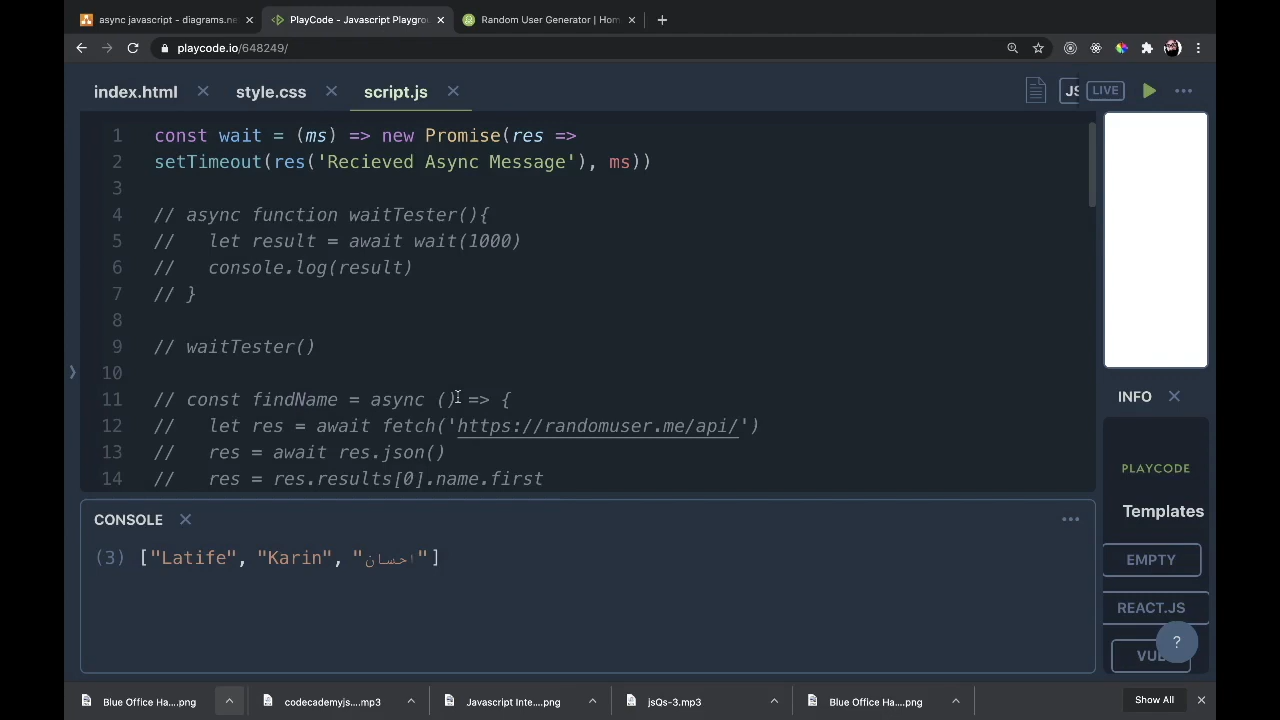 async javascript - diagrams.ne
PlayCode - Javascript Playgrou
Random User Generator | Hom
playcode.io/648249/
index.html
style.css
script.js
JS
LIVE
1 const wait = (ms) => new Promise(res =>
2 setTimeout(res('Recieved Async Message'), ms))
3
4 // async function waitTester(){
5 //   let result = await wait(1000)
6 //   console.log(result)
7 // }
8
9 // waitTester()
10
11 // const findName = async () => {
12 //   let res = await fetch('https://randomuser.me/api/')
13 //   res = await res.json()
14 //   res = res.results[0].name.first
CONSOLE
(3) ["Latife", "Karin", "احسان"]
INFO
PLAYCODE
Templates
EMPTY
REACT.JS
VUE
?
Blue Office Ha....png
codecademyjs....mp3
Javascript Inte....png
jsQs-3.mp3
Blue Office Ha....png
Show All